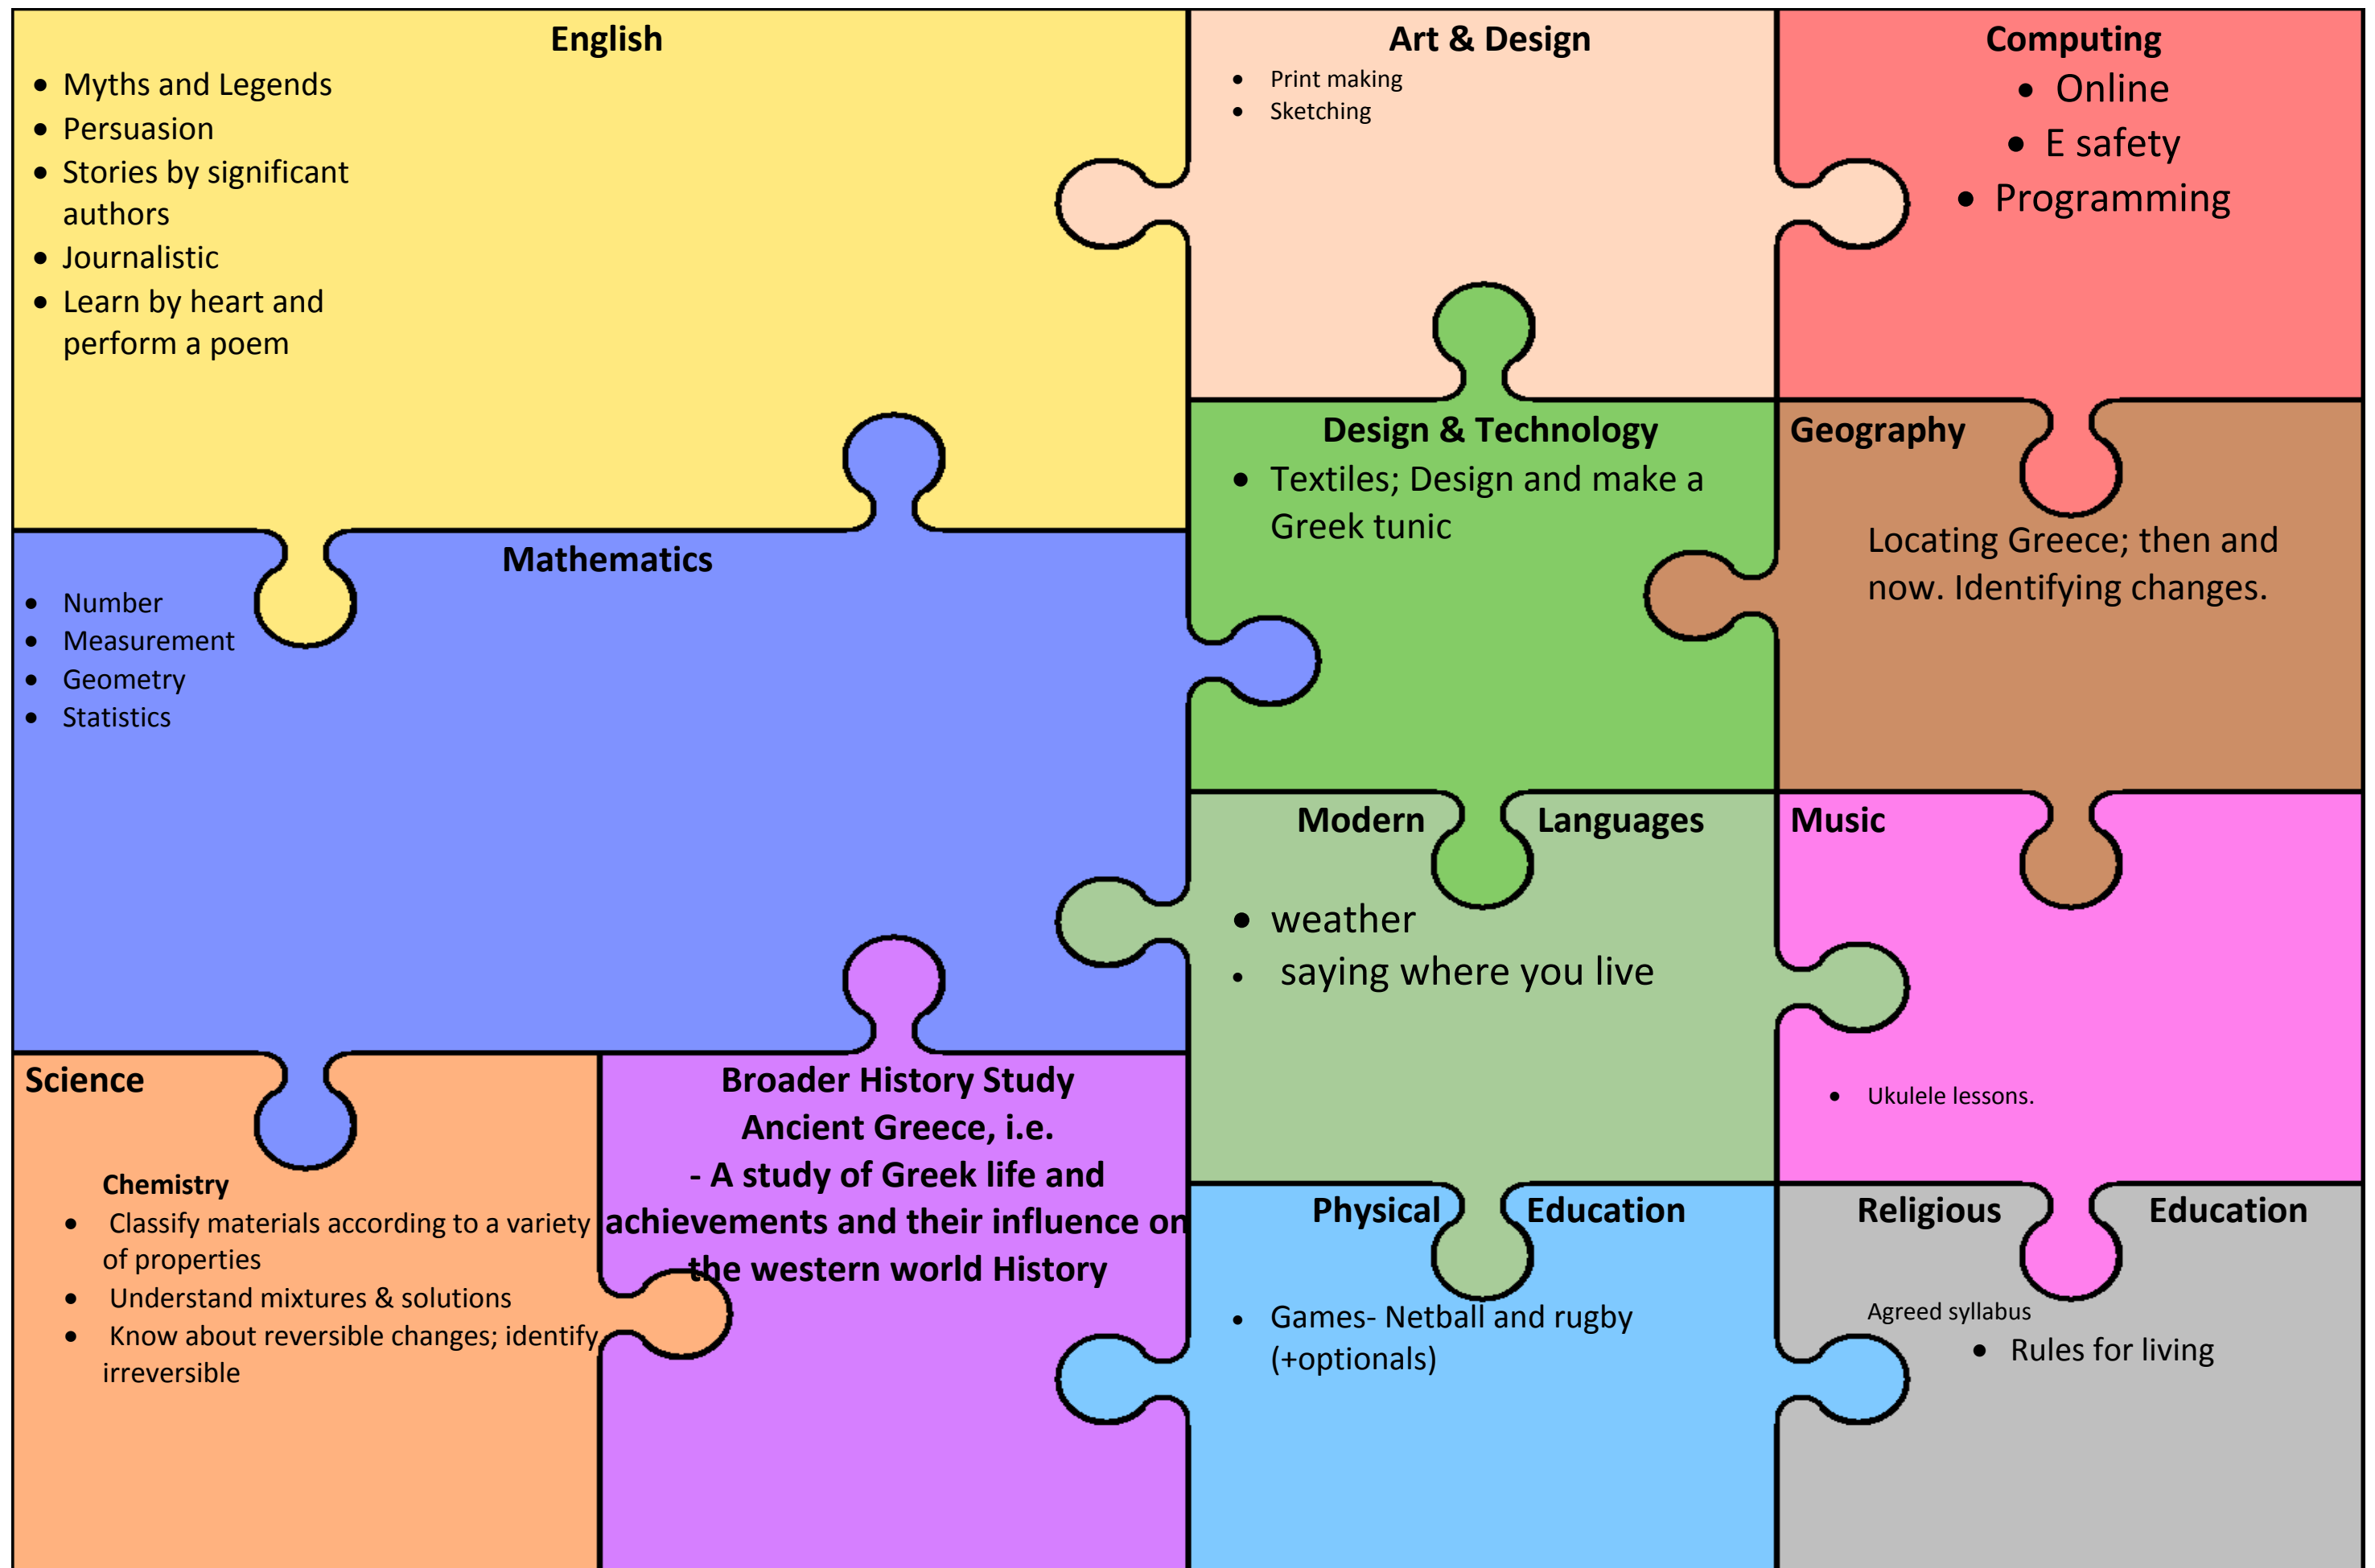 English
• Myths and Legends
• Persuasion
• Stories by significant
authors
• Journalistic
• Learn by heart and
perform a poem
Art & Design
• Print making
• Sketching
Computing
• Online
• E safety
• Programming
Mathematics
• Number
• Measurement
• Geometry
• Statistics
Design & Technology
• Textiles; Design and make a
Greek tunic
Geography
Locating Greece; then and
now. Identifying changes.
Modern Languages
• weather
• saying where you live
Music
• Ukulele lessons.
Science
Chemistry
• Classify materials according to a variety
of properties
• Understand mixtures & solutions
• Know about reversible changes; identify
irreversible
Broader History Study
Ancient Greece, i.e.
- A study of Greek life and
achievements and their influence on
the western world History
Physical Education
• Games- Netball and rugby
(+optionals)
Religious Education
Agreed syllabus
• Rules for living